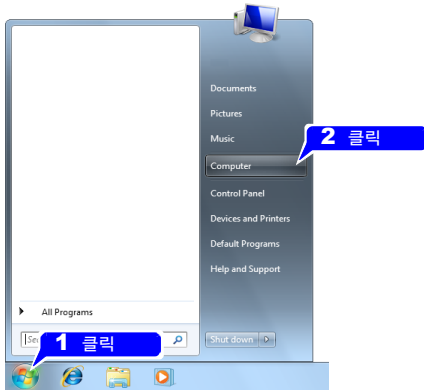 Documents
Pictures
Music
2 클릭
Computer
Control Panel
Devices and Printers
Default Programs
Help and Support
All Programs
1 클릭
Shut down